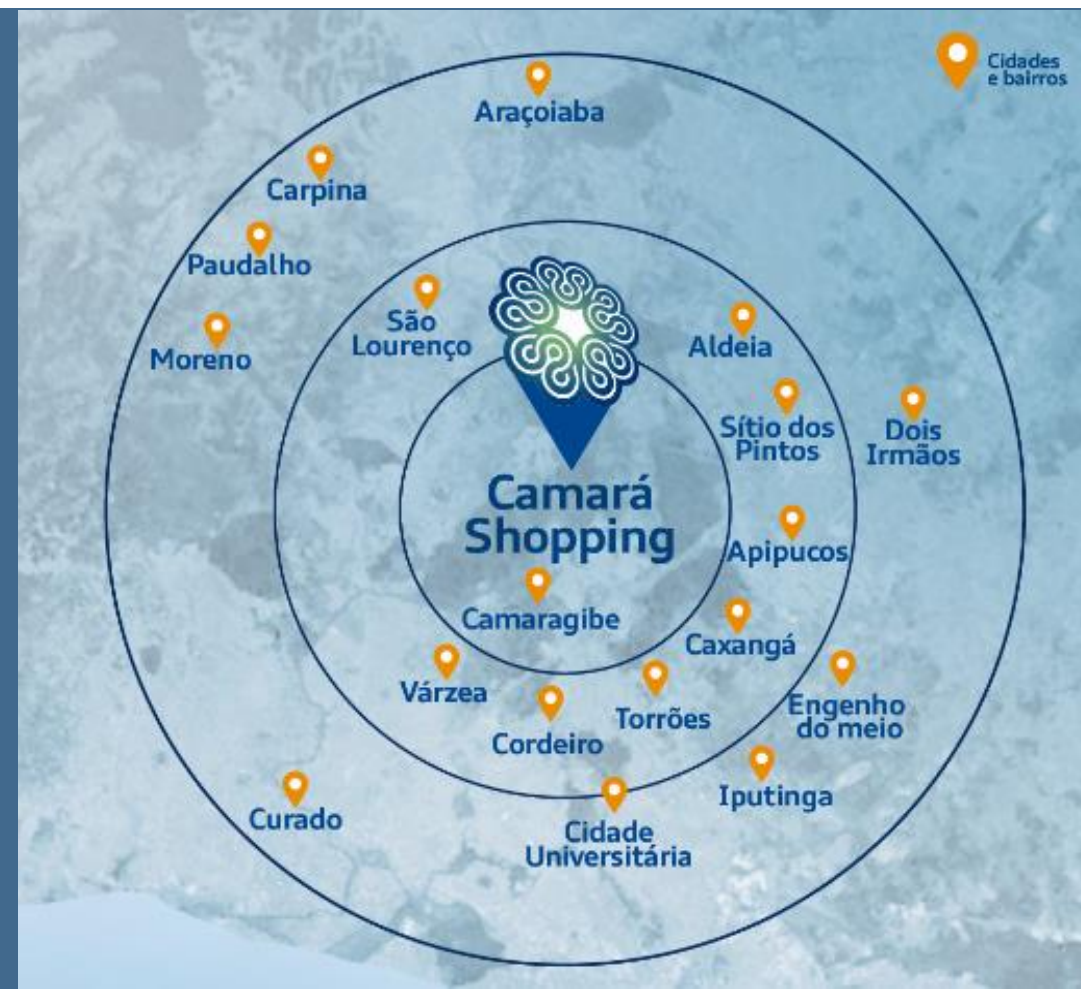 Cidades
e bairros
Araçoiaba
Carpina
Paudalho
São
Lourenço
Moreno
Aldeia
Sítio dos
Pintos
Dois
Irmãos
Camará
Shopping
Apipucos
Camaragibe
Caxangá
Várzea
Torrões
Engenho
do meio
Cordeiro
Iputinga
Curado
Cidade
Universitária